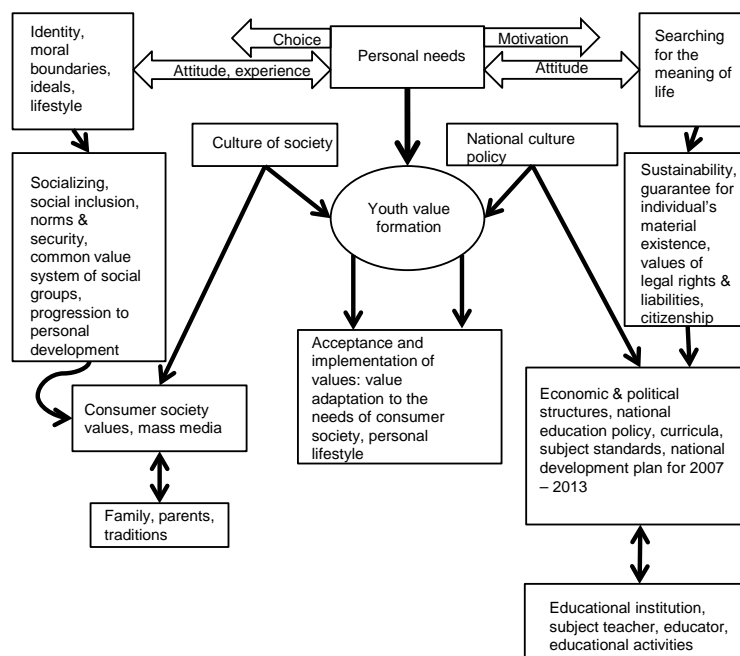 Identity,
moral
boundaries,
ideals,
lifestyle
Choice
Attitude, experience
Personal needs
Motivation
Attitude
Searching
for the
meaning of
life
Culture of society
National culture
policy
Socializing,
social inclusion,
norms &
security,
common value
system of social
groups,
progression to
personal
development
Youth value
formation
Sustainability,
guarantee for
individual's
material
existence,
values of
legal rights &
liabilities,
citizenship
Acceptance and
implementation of
values: value
adaptation to the
needs of consumer
society, personal
lifestyle
Consumer society
values, mass media
Economic & political
structures, national
education policy, curricula,
subject standards, national
development plan for 2007
– 2013
Family, parents,
traditions
Educational institution,
subject teacher, educator,
educational activities